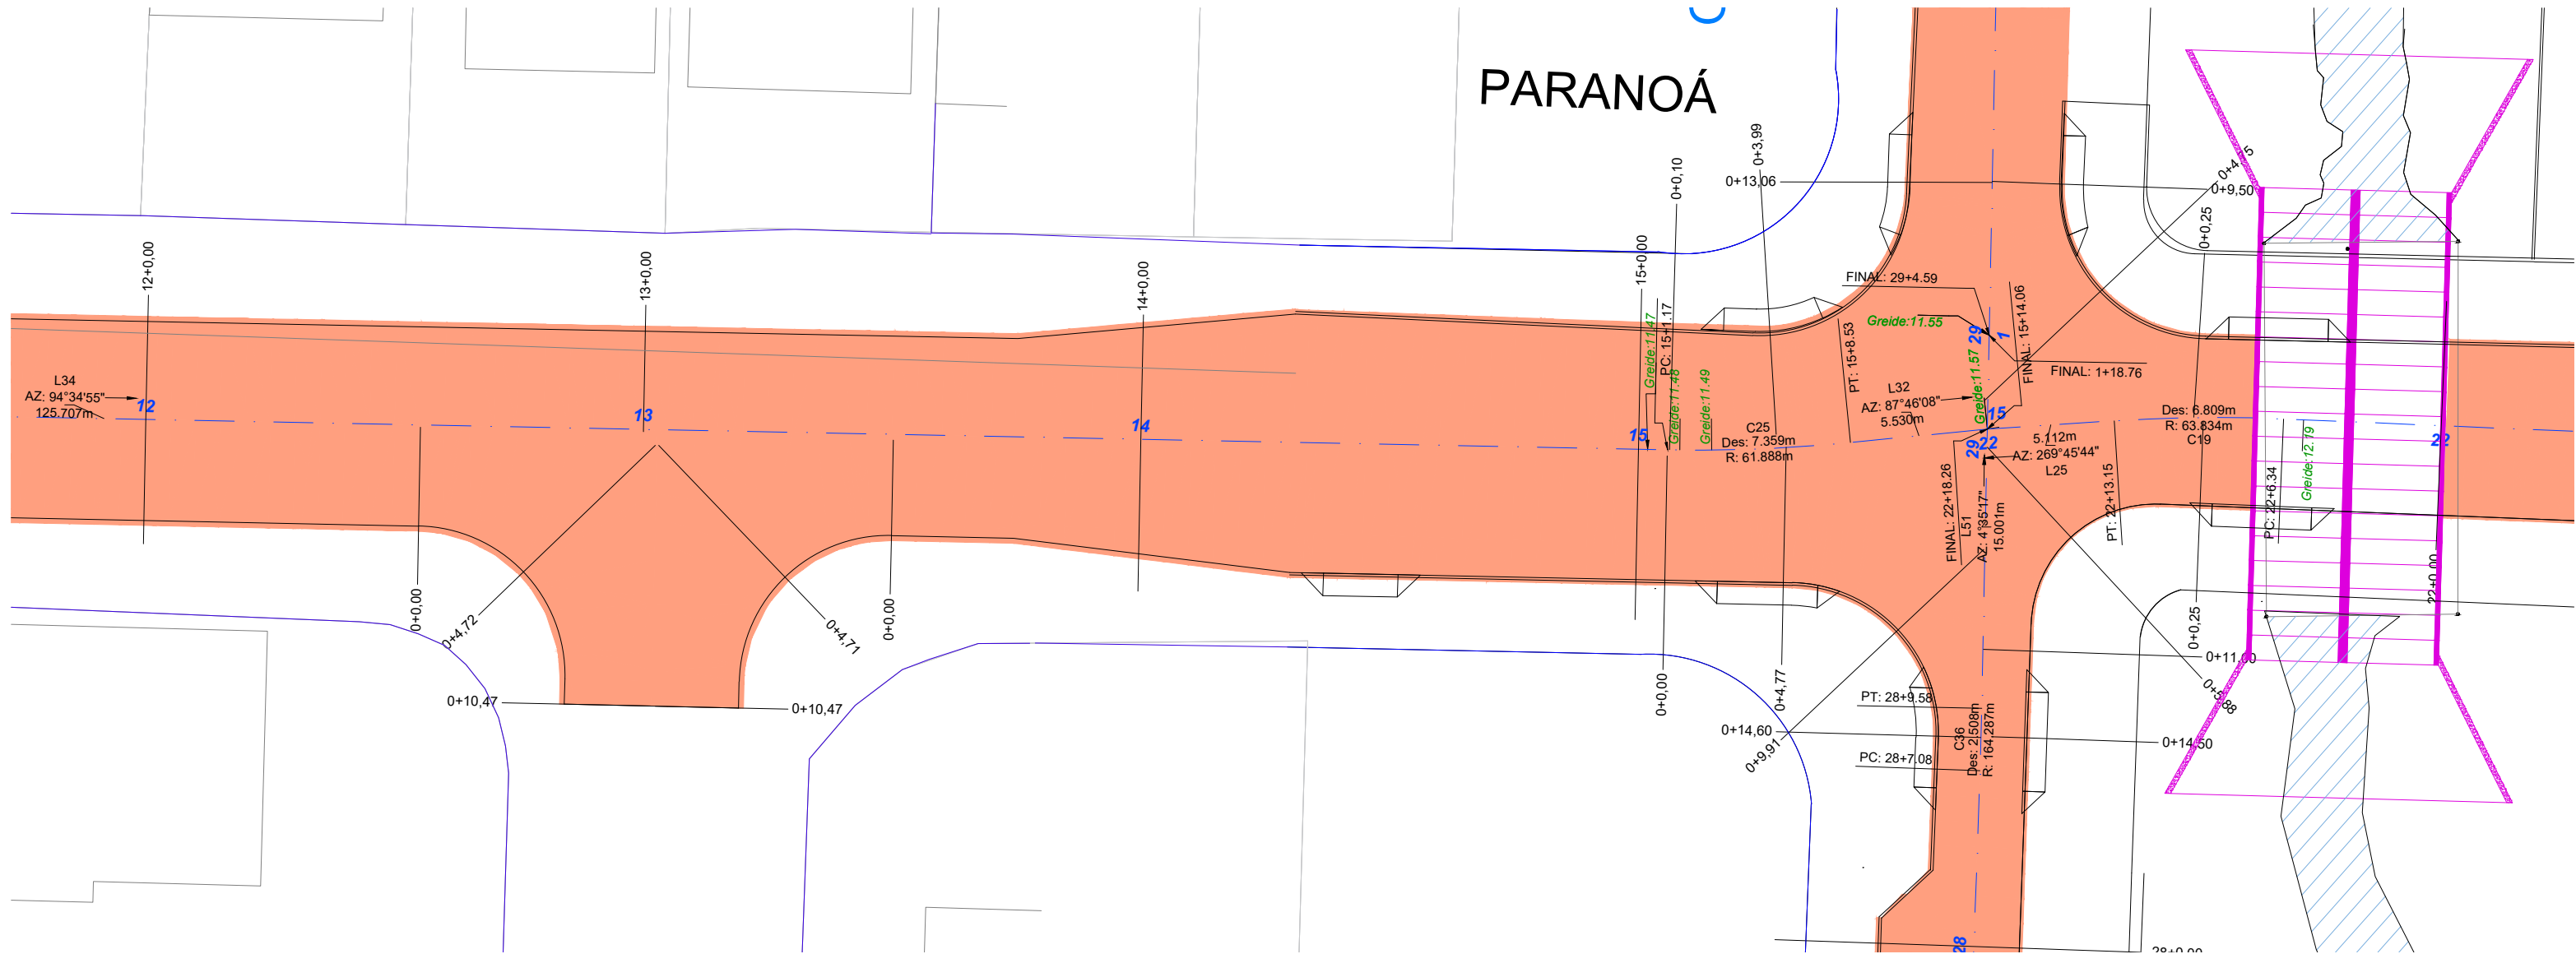 PARANOÁ
12+0,00
13+0,00
14+0,00
15+0,00
0+0,10
0+3,99
0+13,06
0+9,50
0+0,25
L34
AZ: 94°34'55"
125.707m
12
13
14
15
Greide:11.47
PC: 15+1.17
Greide:11.48
Greide:11.49
C25
Des: 7.359m
R: 61.888m
PT: 15+8.53
FINAL: 29+4.59
Greide:11.55
29
1
FINAL: 15+14.06
FINAL: 1+18.76
L32
AZ: 87°46'08"
5.530m
Greide:11.57
15
29
22
5.112m
AZ: 269°45'44"
L25
FINAL: 22+18.26
L51
AZ: 4°35'17"
15.001m
PT: 22+13.15
Des: 6.809m
R: 63.834m
C19
22
PC: 22+6.34
Greide:12.19
22+0,00
0+0,00
0+4,72
0+4,71
0+0,00
0+10,47
0+10,47
0+0,00
0+4,77
0+14,60
0+9,91
PT: 28+9.58
PC: 28+7.08
C36
Des: 2.508m
R: 164.287m
0+0,25
0+11,00
0+14,50
28
28+0,00